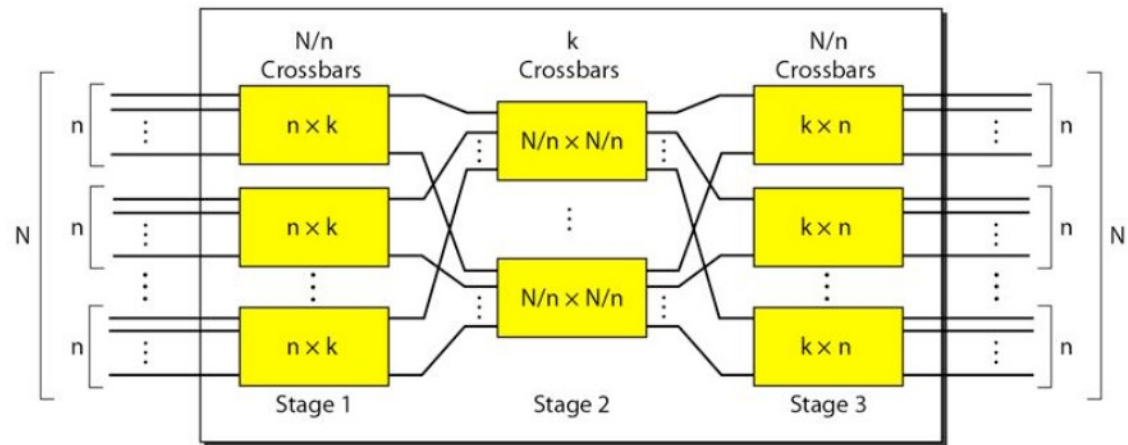 N/n
Crossbars
k
Crossbars
N/n
Crossbars
N
n
n × k
N/n × N/n
k × n
n
n
n × k
k × n
n
N
N/n × N/n
n
n × k
k × n
n
Stage 1
Stage 2
Stage 3